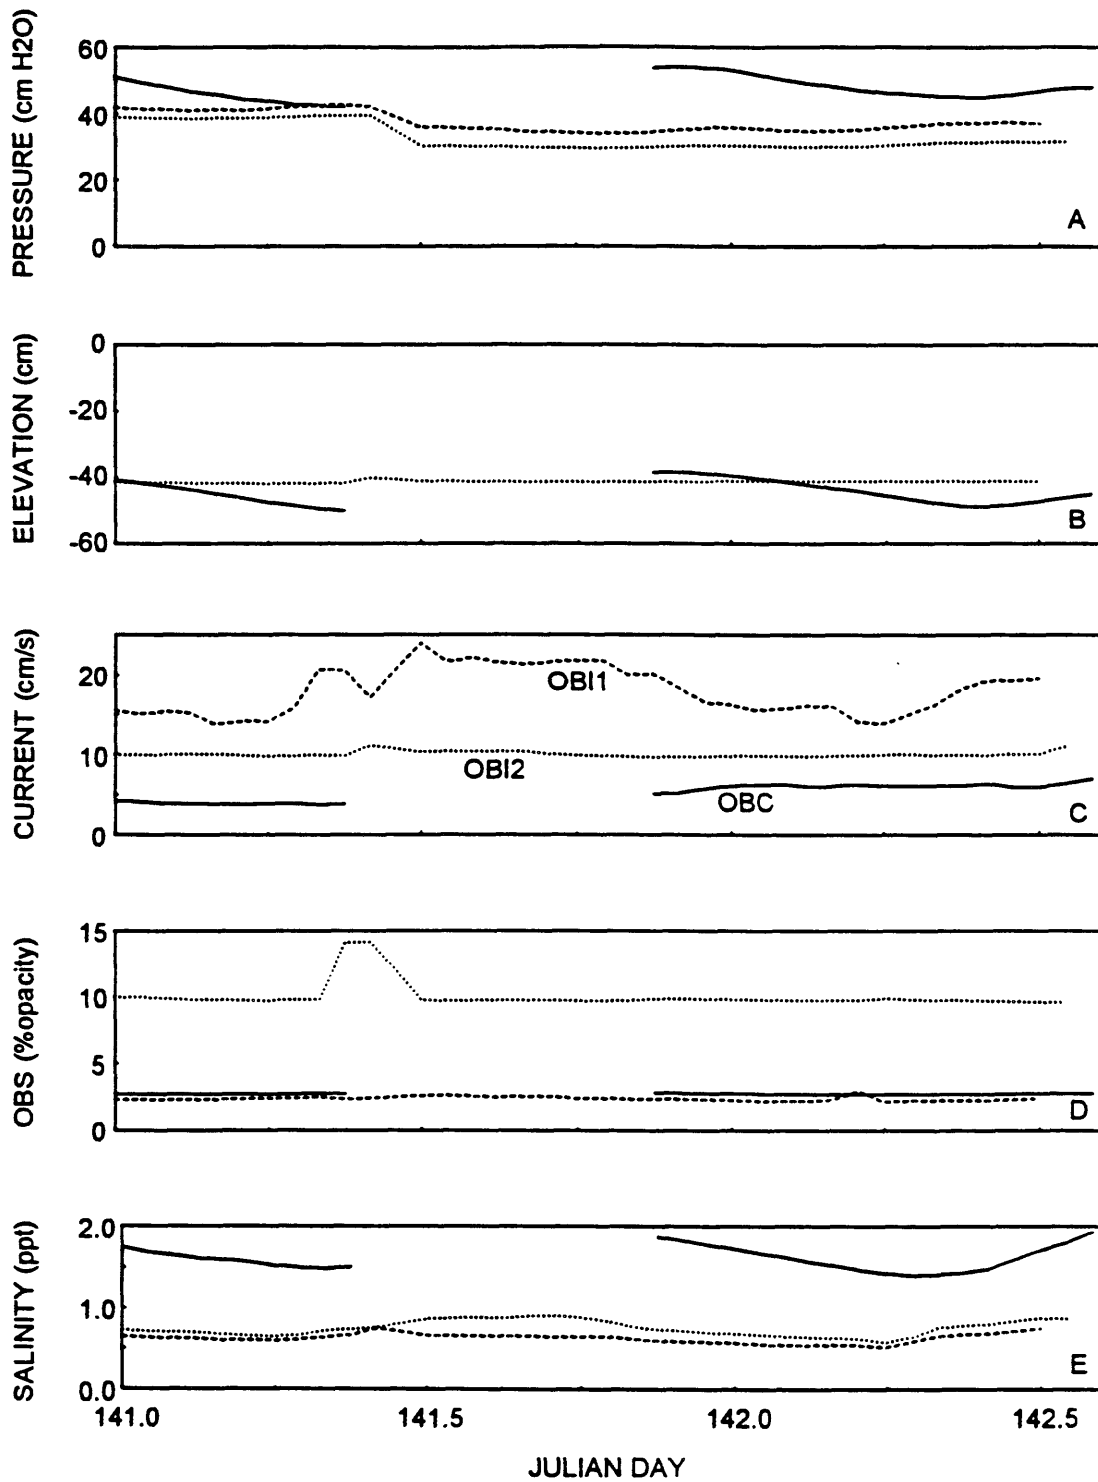 PRESSURE (cm H2O)
60
40
20
0
A
ELEVATION (cm)
0
-20
-40
-60
B
CURRENT (cm/s)
20
10
0
OBI1
OBI2
OBC
C
OBS (%opacity)
15
10
5
0
D
SALINITY (ppt)
2.0
1.0
0.0
E
141.0 141.5 142.0 142.5
JULIAN DAY